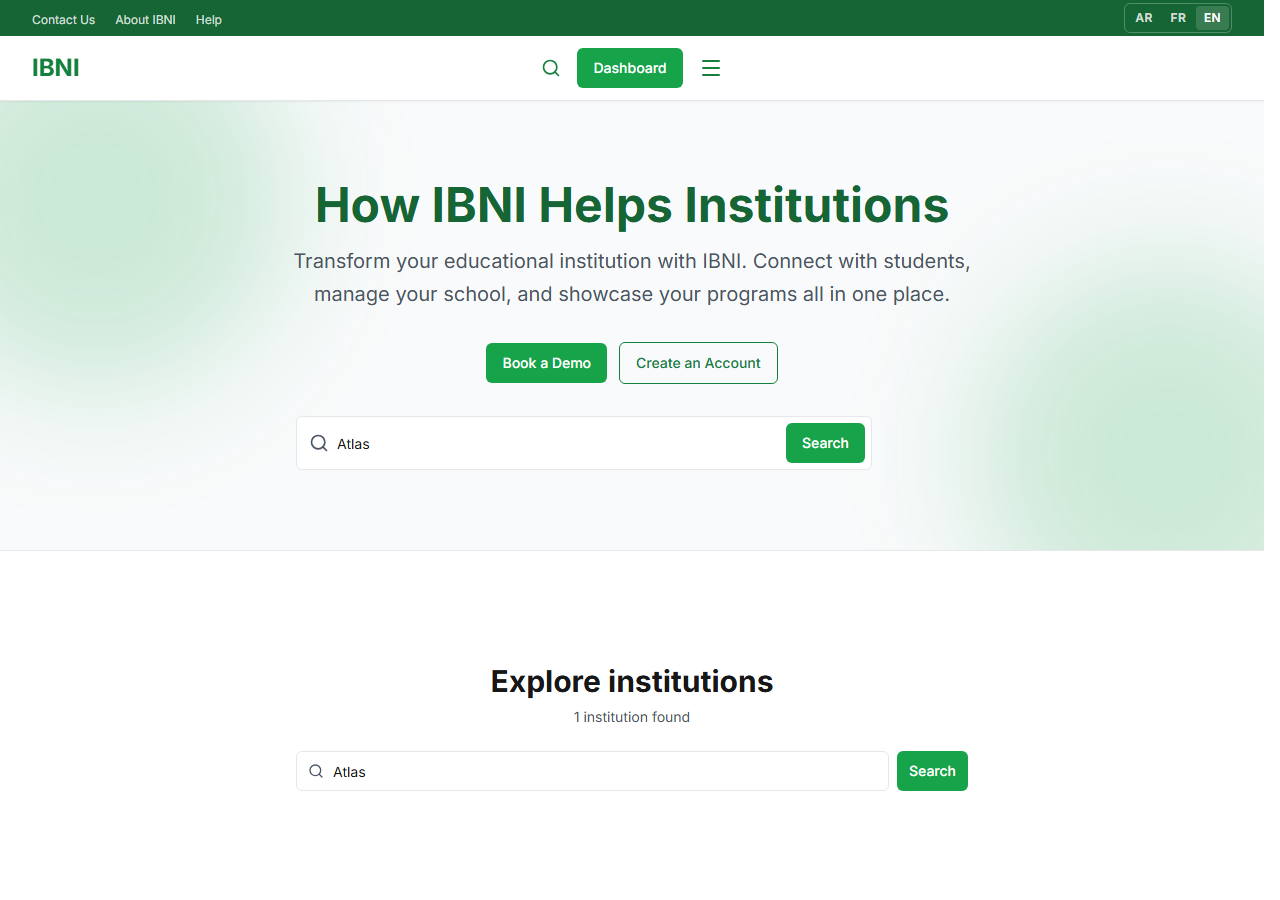 Contact Us
About IBNI
Help
AR
FR
EN
IBNI
Dashboard
How IBNI Helps Institutions
Transform your educational institution with IBNI. Connect with students,
manage your school, and showcase your programs all in one place.
Book a Demo
Create an Account
Atlas
Search
Explore institutions
1 institution found
Atlas
Search